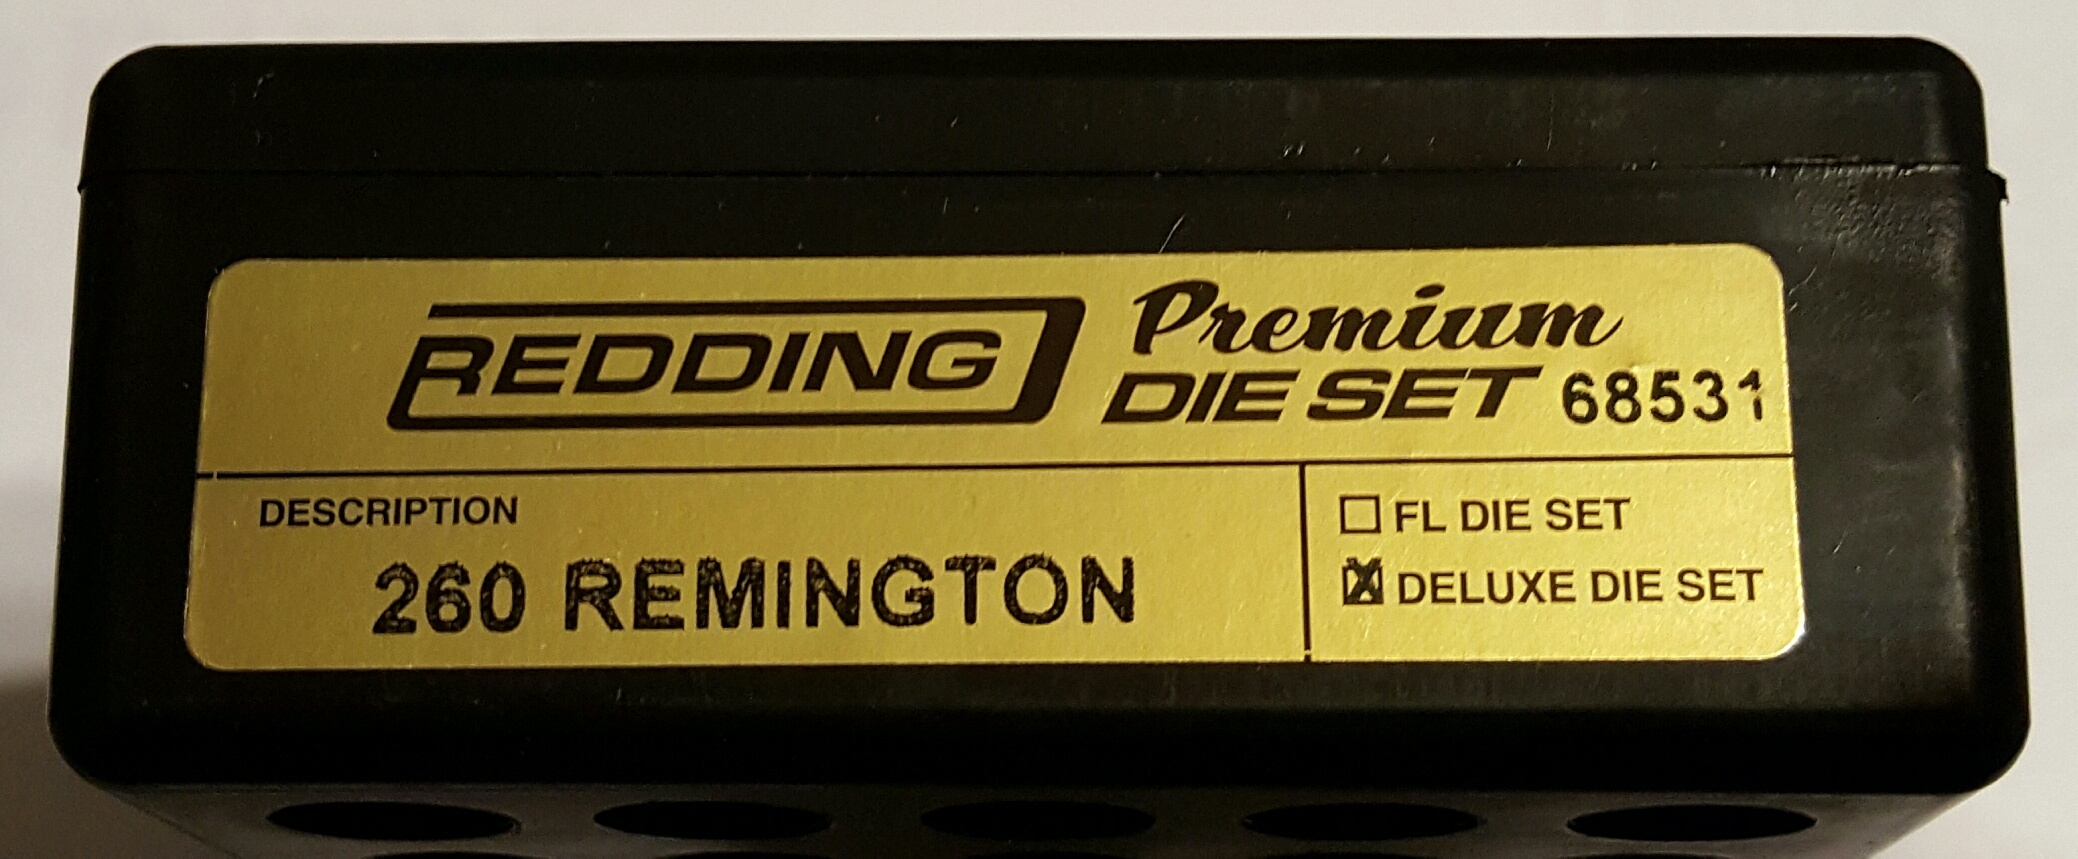 REDDING Premium
DIE SET 68531
DESCRIPTION
260 REMINGTON
FL DIE SET
DELUXE DIE SET